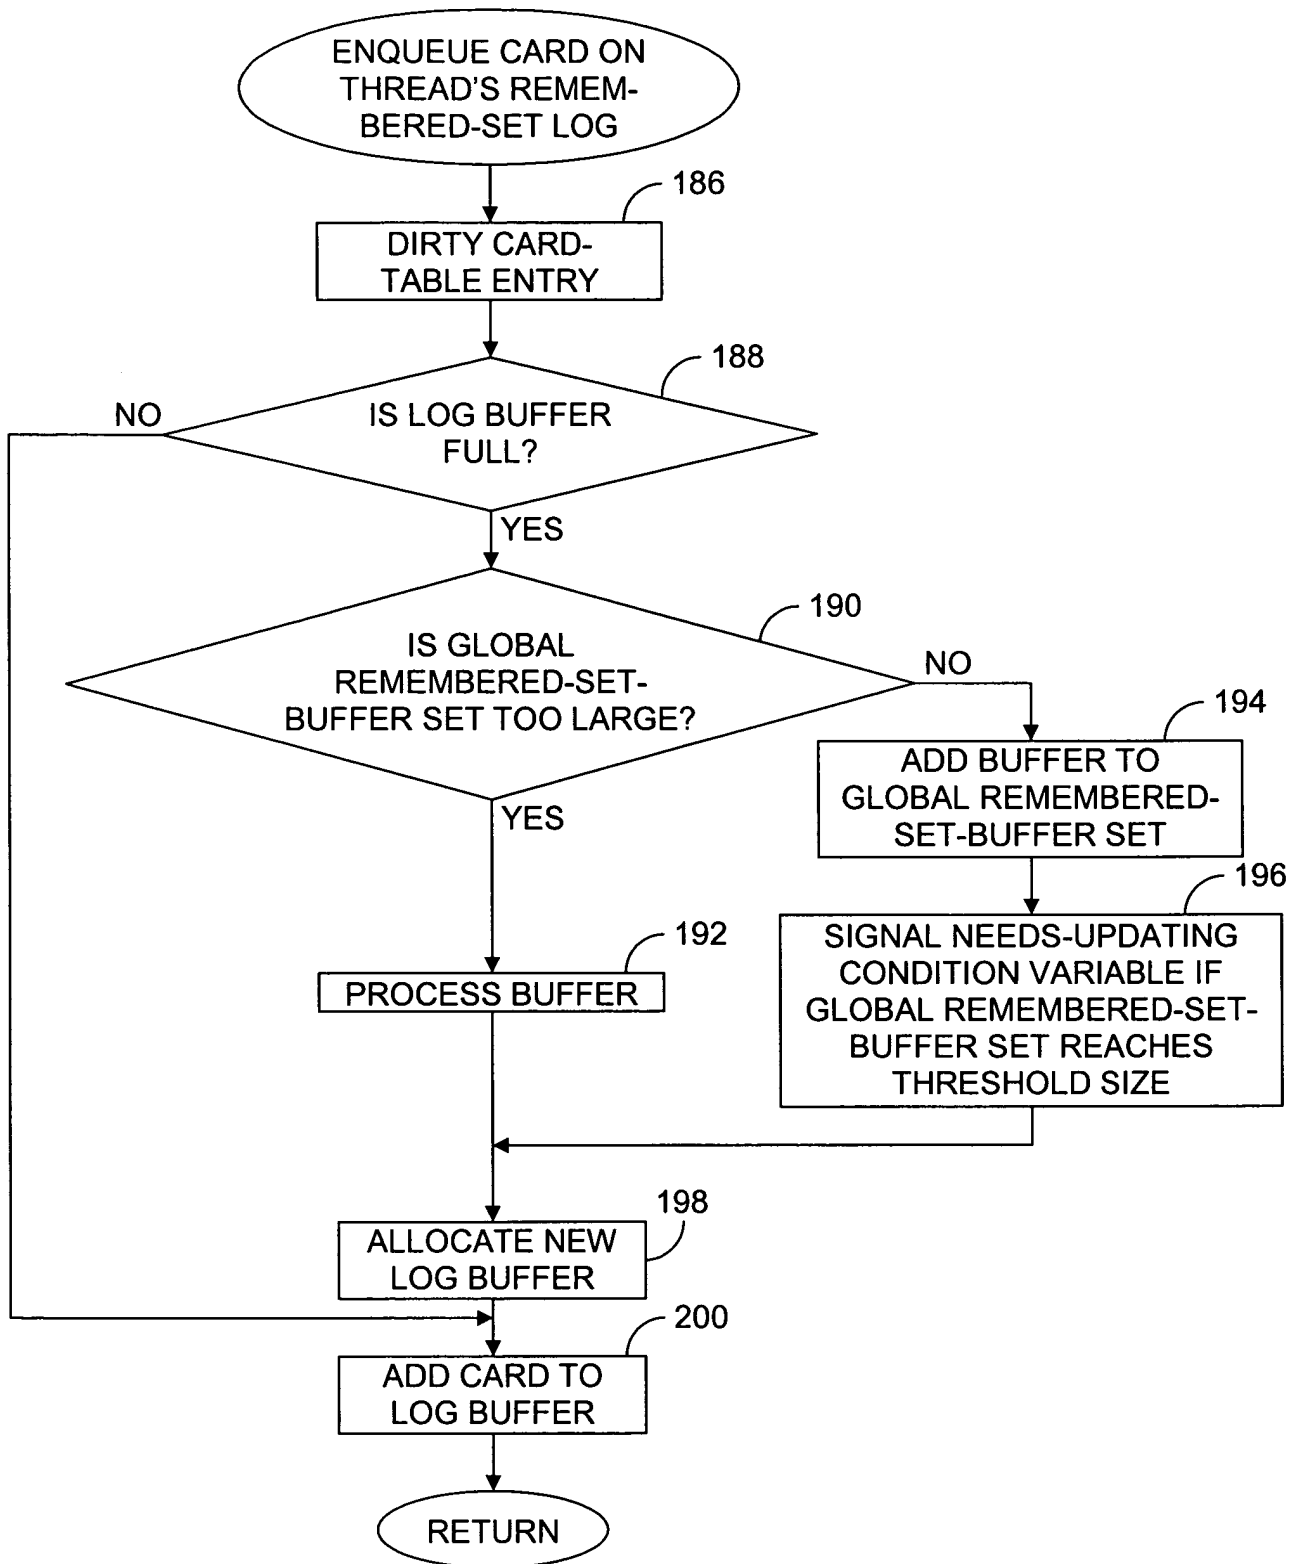 ENQUEUE CARD ON
THREAD'S REMEM-
BERED-SET LOG
186
DIRTY CARD-
TABLE ENTRY
188
NO
IS LOG BUFFER
FULL?
YES
190
IS GLOBAL
REMEMBERED-SET-
BUFFER SET TOO LARGE?
NO
194
ADD BUFFER TO
GLOBAL REMEMBERED-
SET-BUFFER SET
YES
196
SIGNAL NEEDS-UPDATING
CONDITION VARIABLE IF
GLOBAL REMEMBERED-SET-
BUFFER SET REACHES
THRESHOLD SIZE
192
PROCESS BUFFER
198
ALLOCATE NEW
LOG BUFFER
200
ADD CARD TO
LOG BUFFER
RETURN